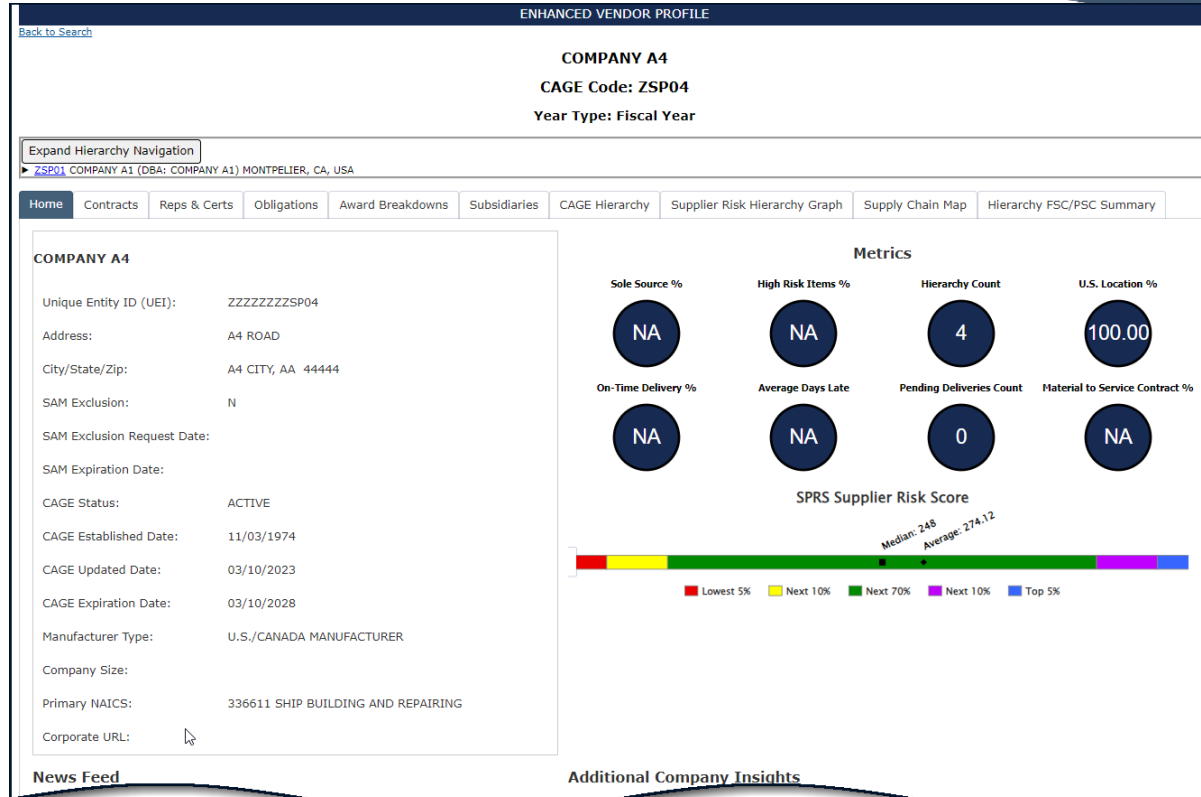 ENHANCED VENDOR PROFILE
Back to Search
COMPANY A4
CAGE Code: ZSP04
Year Type: Fiscal Year
Expand Hierarchy Navigation
► ZSP01 COMPANY A1 (DBA: COMPANY A1) MONTPELIER, CA, USA
Home Contracts Reps & Certs Obligations Award Breakdowns Subsidiaries CAGE Hierarchy Supplier Risk Hierarchy Graph Supply Chain Map Hierarchy FSC/PSC Summary
COMPANY A4
Unique Entity ID (UEI): ZZZZZZZZSP04
Address: A4 ROAD
City/State/Zip: A4 CITY, AA 44444
SAM Exclusion: N
SAM Exclusion Request Date:
SAM Expiration Date:
CAGE Status: ACTIVE
CAGE Established Date: 11/03/1974
CAGE Updated Date: 03/10/2023
CAGE Expiration Date: 03/10/2028
Manufacturer Type: U.S./CANADA MANUFACTURER
Company Size:
Primary NAICS: 336611 SHIP BUILDING AND REPAIRING
Corporate URL:
Metrics
Sole Source % High Risk Items % Hierarchy Count U.S. Location %
NA NA 4 100.00
On-Time Delivery % Average Days Late Pending Deliveries Count Material to Service Contract %
NA NA 0 NA
SPRS Supplier Risk Score
Median: 248
Average: 274.12
Lowest 5% Next 10% Next 70% Next 10% Top 5%
News Feed
Additional Company Insights